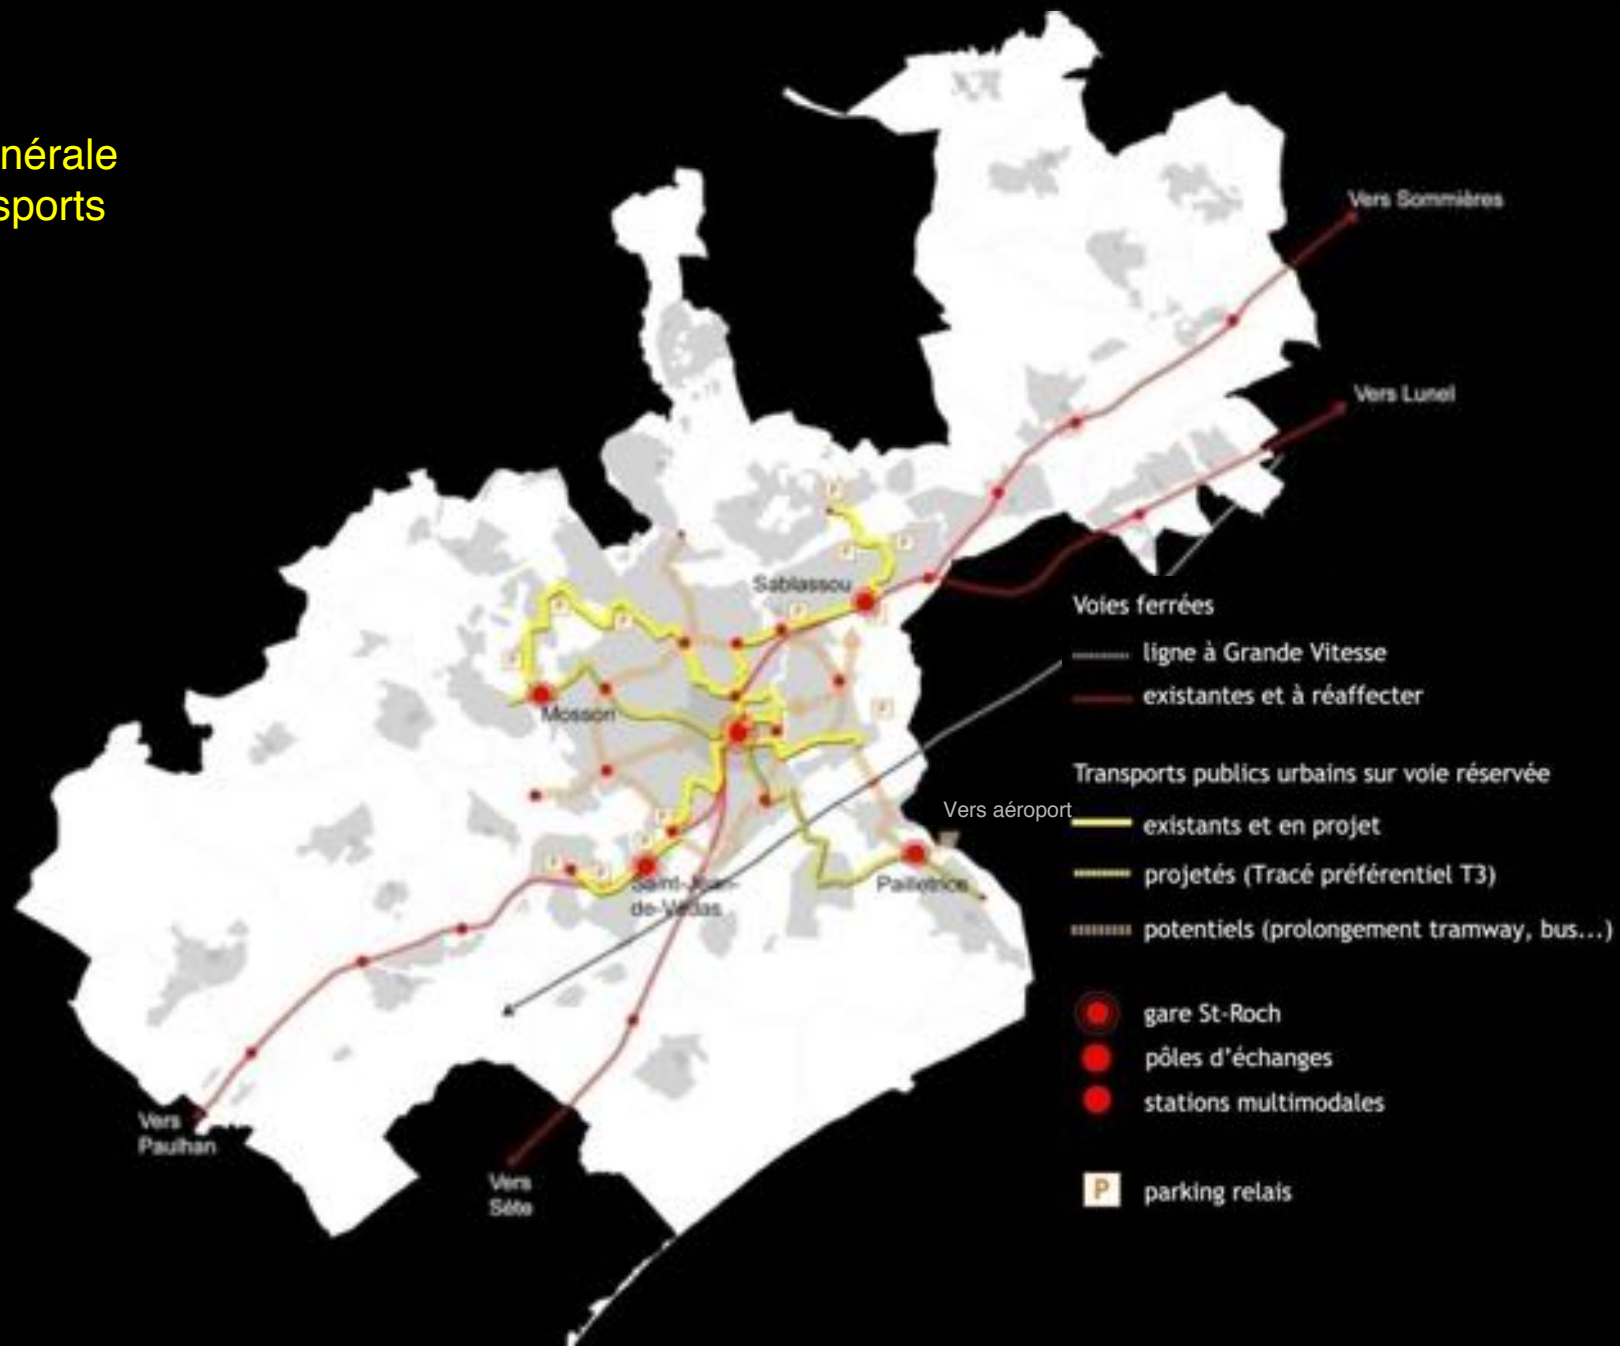 nérale
sports
Vers Sommières
Vers Lunel
Sablassou
Mosson
Vers aéroport
Pailletrice
Saint-Jean-
de-Védas
Vers
Paulhan
Vers
Sète
Voies ferrées
ligne à Grande Vitesse
existantes et à réaffecter
Transports publics urbains sur voie réservée
existants et en projet
projetés (Tracé préférentiel T3)
potentiels (prolongement tramway, bus...)
gare St-Roch
pôles d'échanges
stations multimodales
P parking relais
P
P
P
P
P
P
P
P
P
P
P
P
P